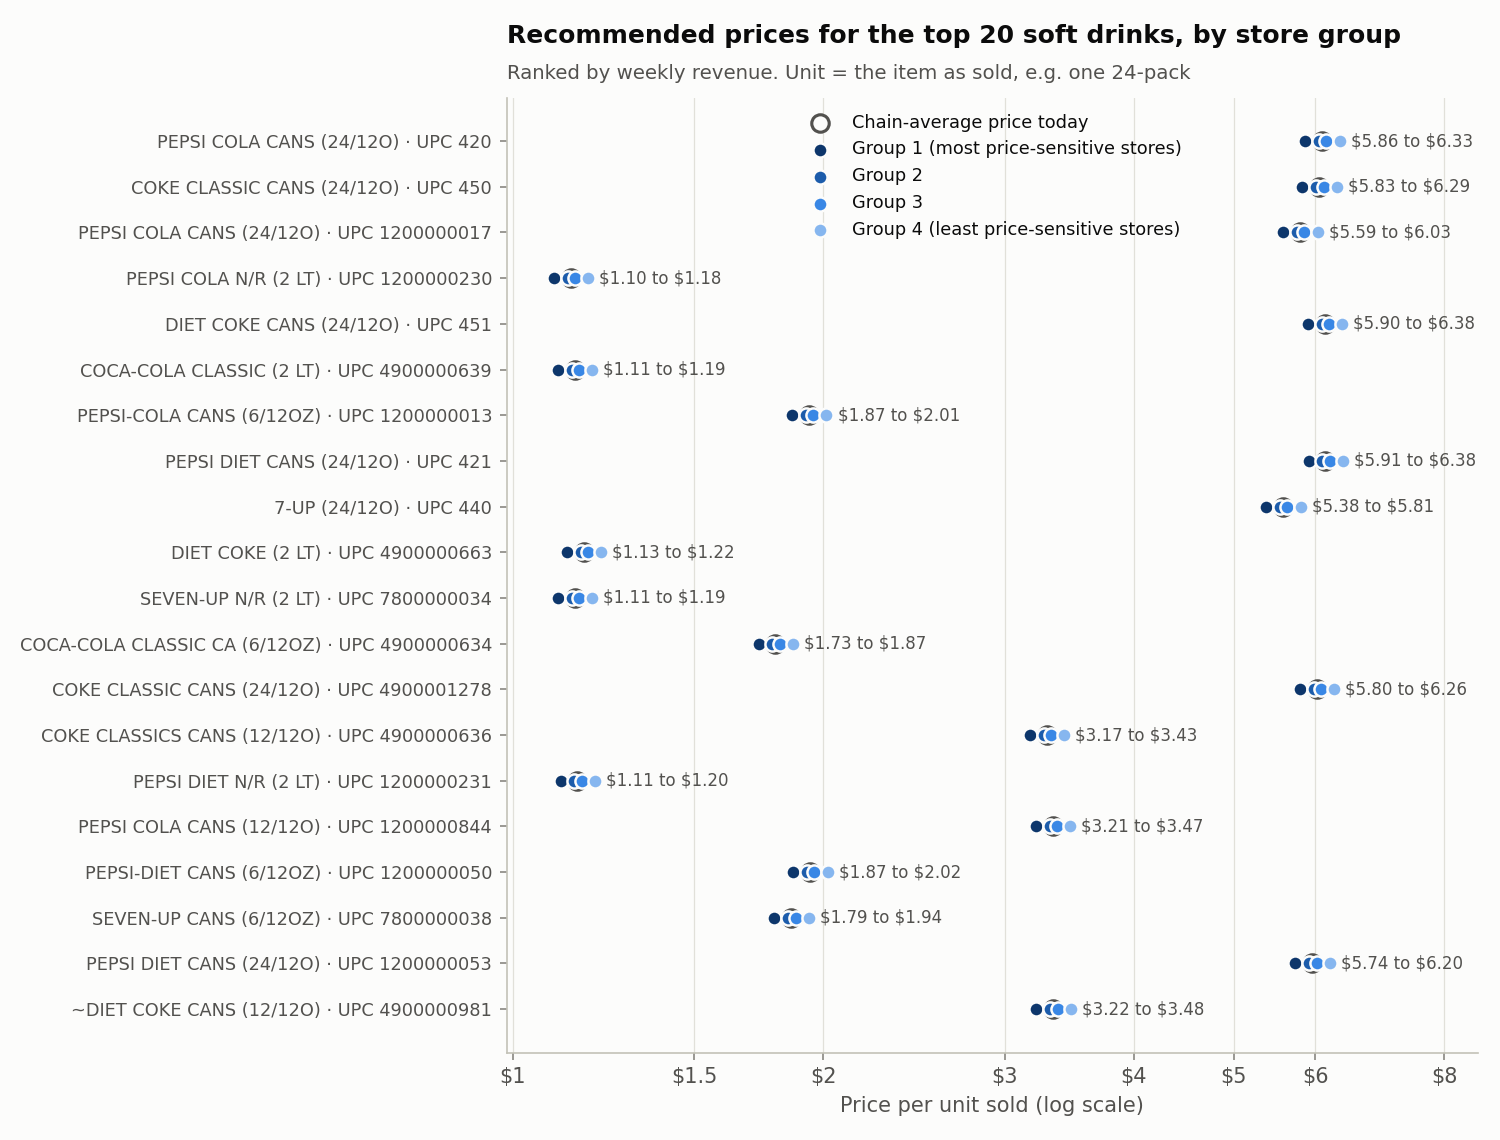 Recommended prices for the top 20 soft drinks, by store group
Ranked by weekly revenue. Unit = the item as sold, e.g. one 24-pack
Chain-average price today
Group 1 (most price-sensitive stores)
Group 2
Group 3
Group 4 (least price-sensitive stores)
PEPSI COLA CANS (24/12O) · UPC 420 $5.86 to $6.33
COKE CLASSIC CANS (24/12O) · UPC 450 $5.83 to $6.29
PEPSI COLA CANS (24/12O) · UPC 1200000017 $5.59 to $6.03
PEPSI COLA N/R (2 LT) · UPC 1200000230 $1.10 to $1.18
DIET COKE CANS (24/12O) · UPC 451 $5.90 to $6.38
COCA-COLA CLASSIC (2 LT) · UPC 4900000639 $1.11 to $1.19
PEPSI-COLA CANS (6/12OZ) · UPC 1200000013 $1.87 to $2.01
PEPSI DIET CANS (24/12O) · UPC 421 $5.91 to $6.38
7-UP (24/12O) · UPC 440 $5.38 to $5.81
DIET COKE (2 LT) · UPC 4900000663 $1.13 to $1.22
SEVEN-UP N/R (2 LT) · UPC 7800000034 $1.11 to $1.19
COCA-COLA CLASSIC CA (6/12OZ) · UPC 4900000634 $1.73 to $1.87
COKE CLASSIC CANS (24/12O) · UPC 4900001278 $5.80 to $6.26
COKE CLASSICS CANS (12/12O) · UPC 4900000636 $3.17 to $3.43
PEPSI DIET N/R (2 LT) · UPC 1200000231 $1.11 to $1.20
PEPSI COLA CANS (12/12O) · UPC 1200000844 $3.21 to $3.47
PEPSI-DIET CANS (6/12OZ) · UPC 1200000050 $1.87 to $2.02
SEVEN-UP CANS (6/12OZ) · UPC 7800000038 $1.79 to $1.94
PEPSI DIET CANS (24/12O) · UPC 1200000053 $5.74 to $6.20
~DIET COKE CANS (12/12O) · UPC 4900000981 $3.22 to $3.48
$1 $1.5 $2 $3 $4 $5 $6 $8
Price per unit sold (log scale)